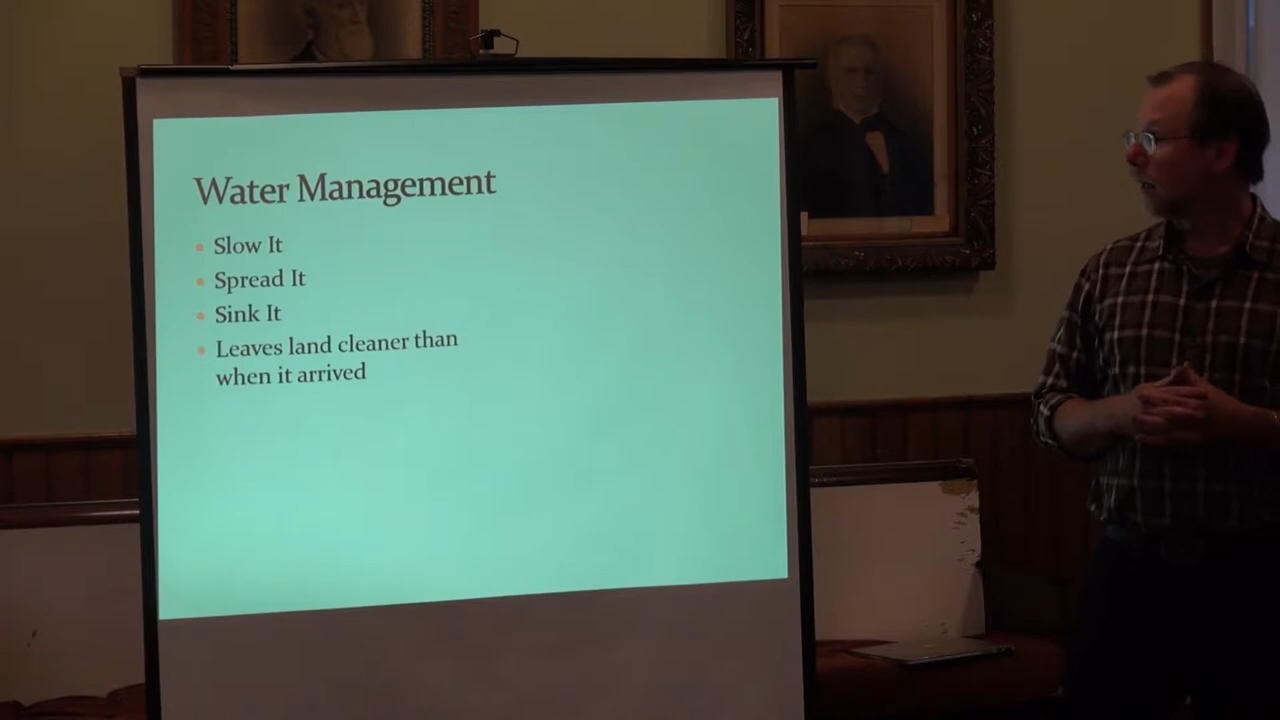 Water Management
Slow It
Spread It
Sink It
Leaves land cleaner than
when it arrived